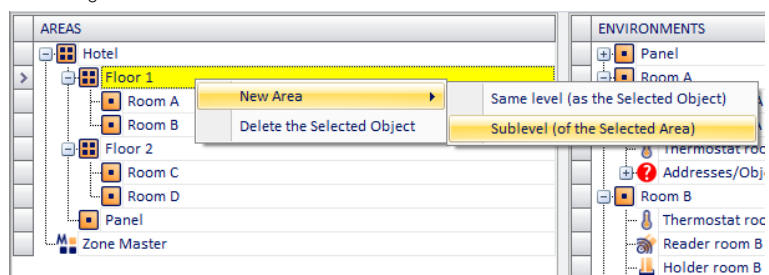 AREAS
Hotel
Floor 1
Room A
Room B
Floor 2
Room C
Room D
Panel
Zone Master
New Area
Delete the Selected Object
Same level (as the Selected Object)
Sublevel (of the Selected Area)
ENVIRONMENTS
Panel
Room A
Thermostat roo
Addresses/Obj
Room B
Thermostat roo
Reader room B
Holder room B